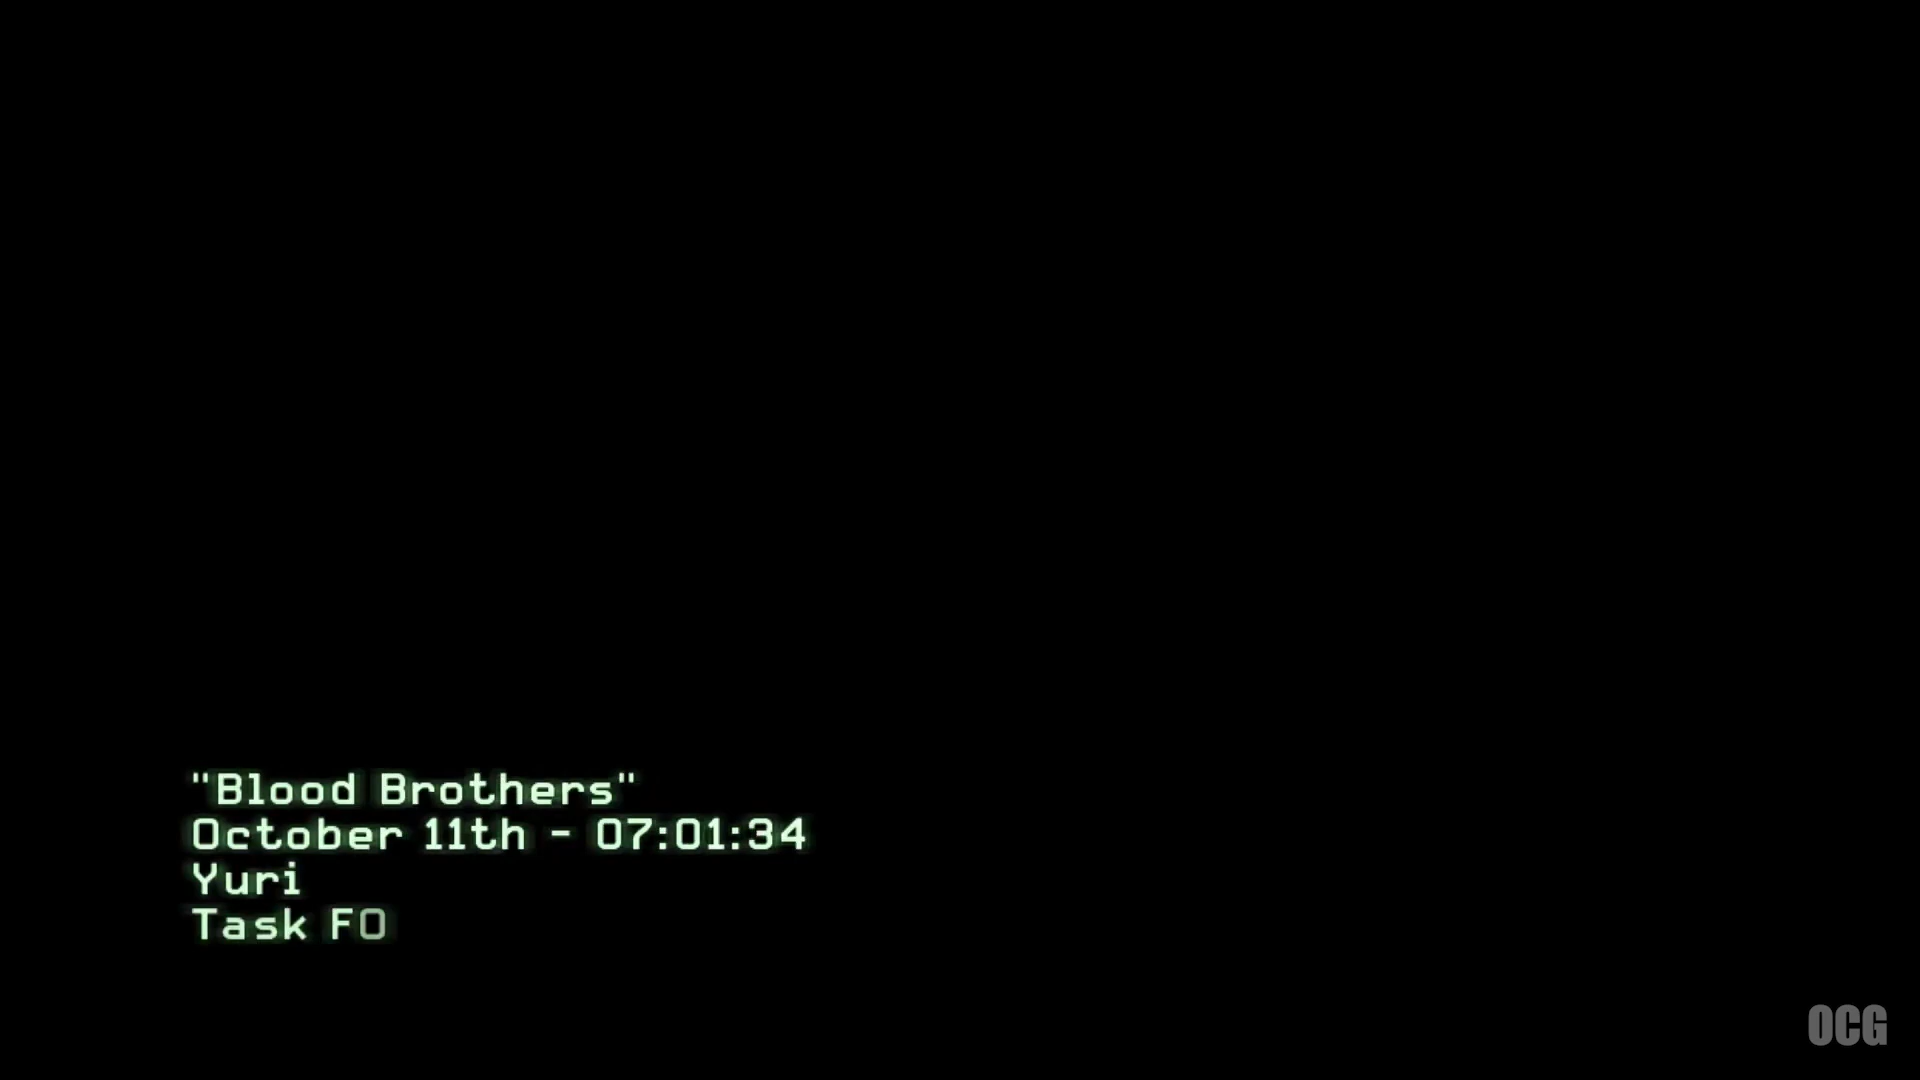 "Blood Brothers"
October 11th - 07:01:34
Yuri
Task FO
OCG